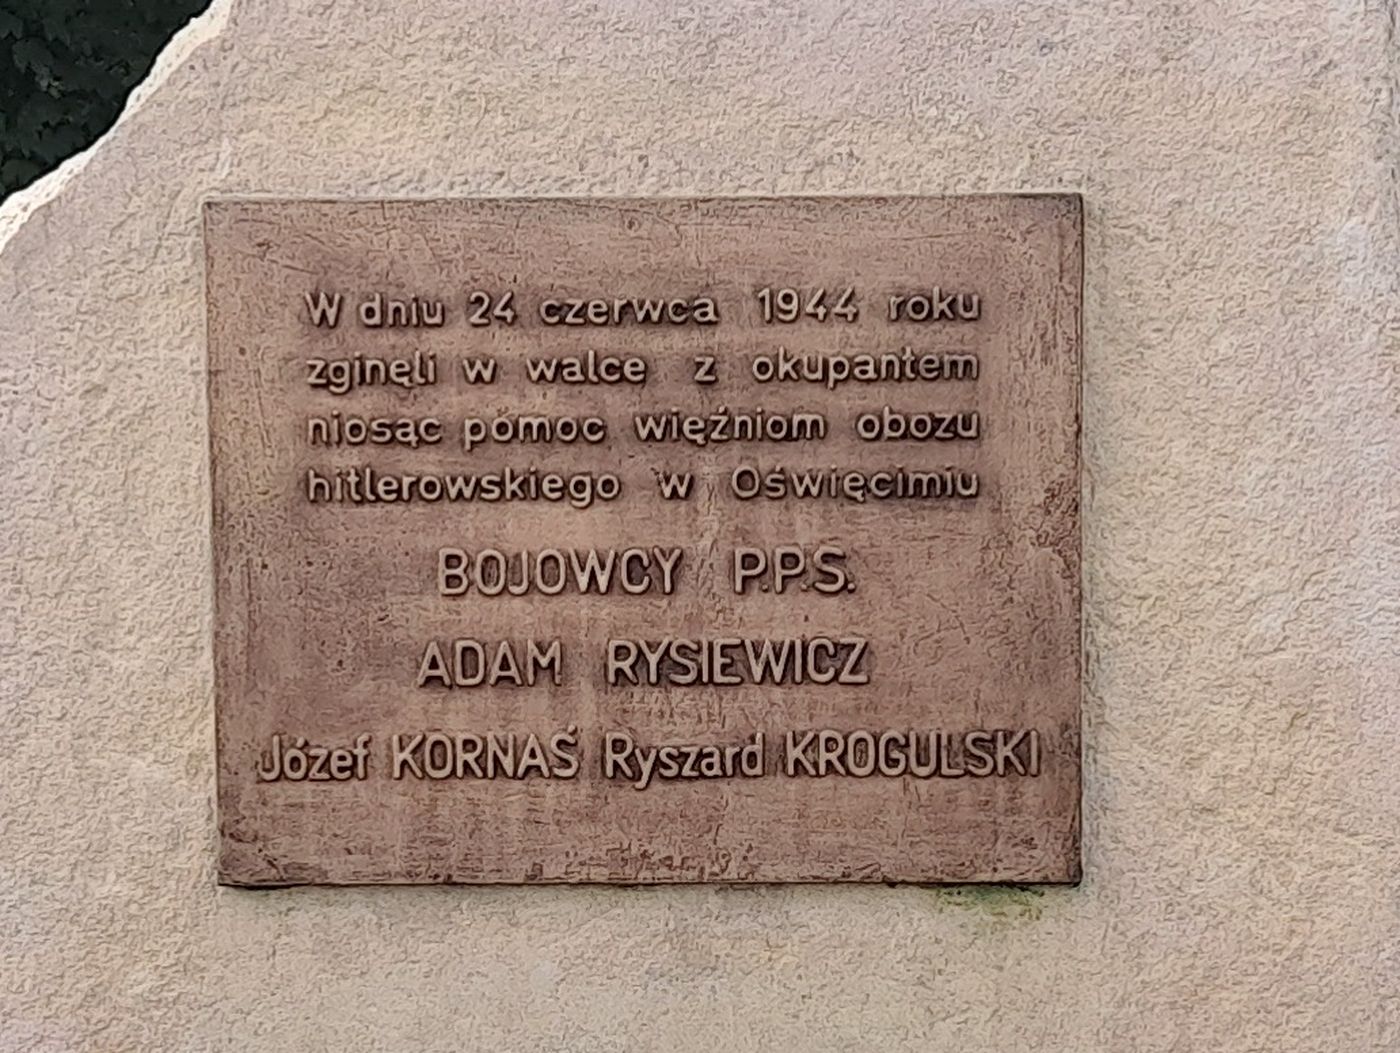 W dniu 24 czerwca 1944 roku
zginęli w walce z okupantem
niosąc pomoc więźniom obozu
hitlerowskiego w Oświęcimiu
BOJOWCY P.P.S.
ADAM RYSIEWICZ
Józef KORNAŚ Ryszard KROGULSKI